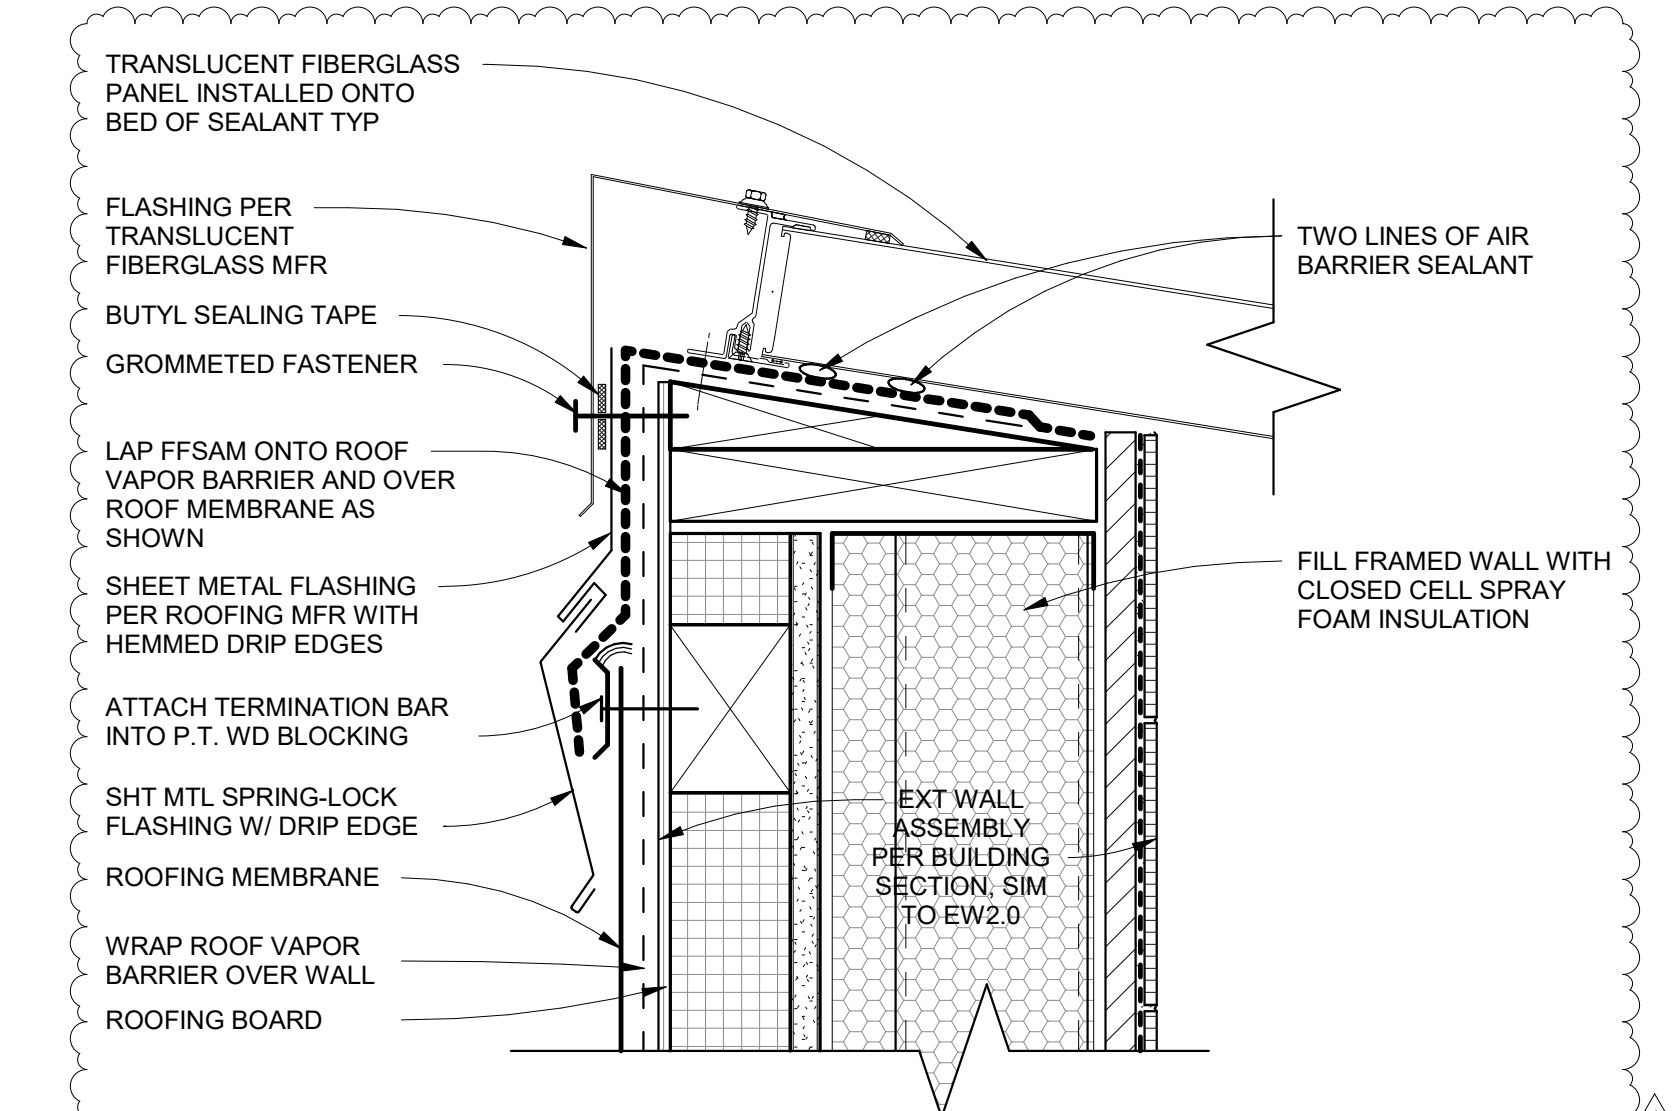 TRANSLUCENT FIBERGLASS
PANEL INSTALLED ONTO
BED OF SEALANT TYP
FLASHING PER
TRANSLUCENT
FIBERGLASS MFR
BUTYL SEALING TAPE
GROMMETED FASTENER
LAP FFSAM ONTO ROOF
VAPOR BARRIER AND OVER
ROOF MEMBRANE AS
SHOWN
SHEET METAL FLASHING
PER ROOFING MFR WITH
HEMMED DRIP EDGES
ATTACH TERMINATION BAR
INTO P.T. WD BLOCKING
SHT MTL SPRING-LOCK
FLASHING W/ DRIP EDGE
ROOFING MEMBRANE
WRAP ROOF VAPOR
BARRIER OVER WALL
ROOFING BOARD
EXT WALL
ASSEMBLY
PER BUILDING
SECTION, SIM
TO EW2.0
TWO LINES OF AIR
BARRIER SEALANT
FILL FRAMED WALL WITH
CLOSED CELL SPRAY
FOAM INSULATION